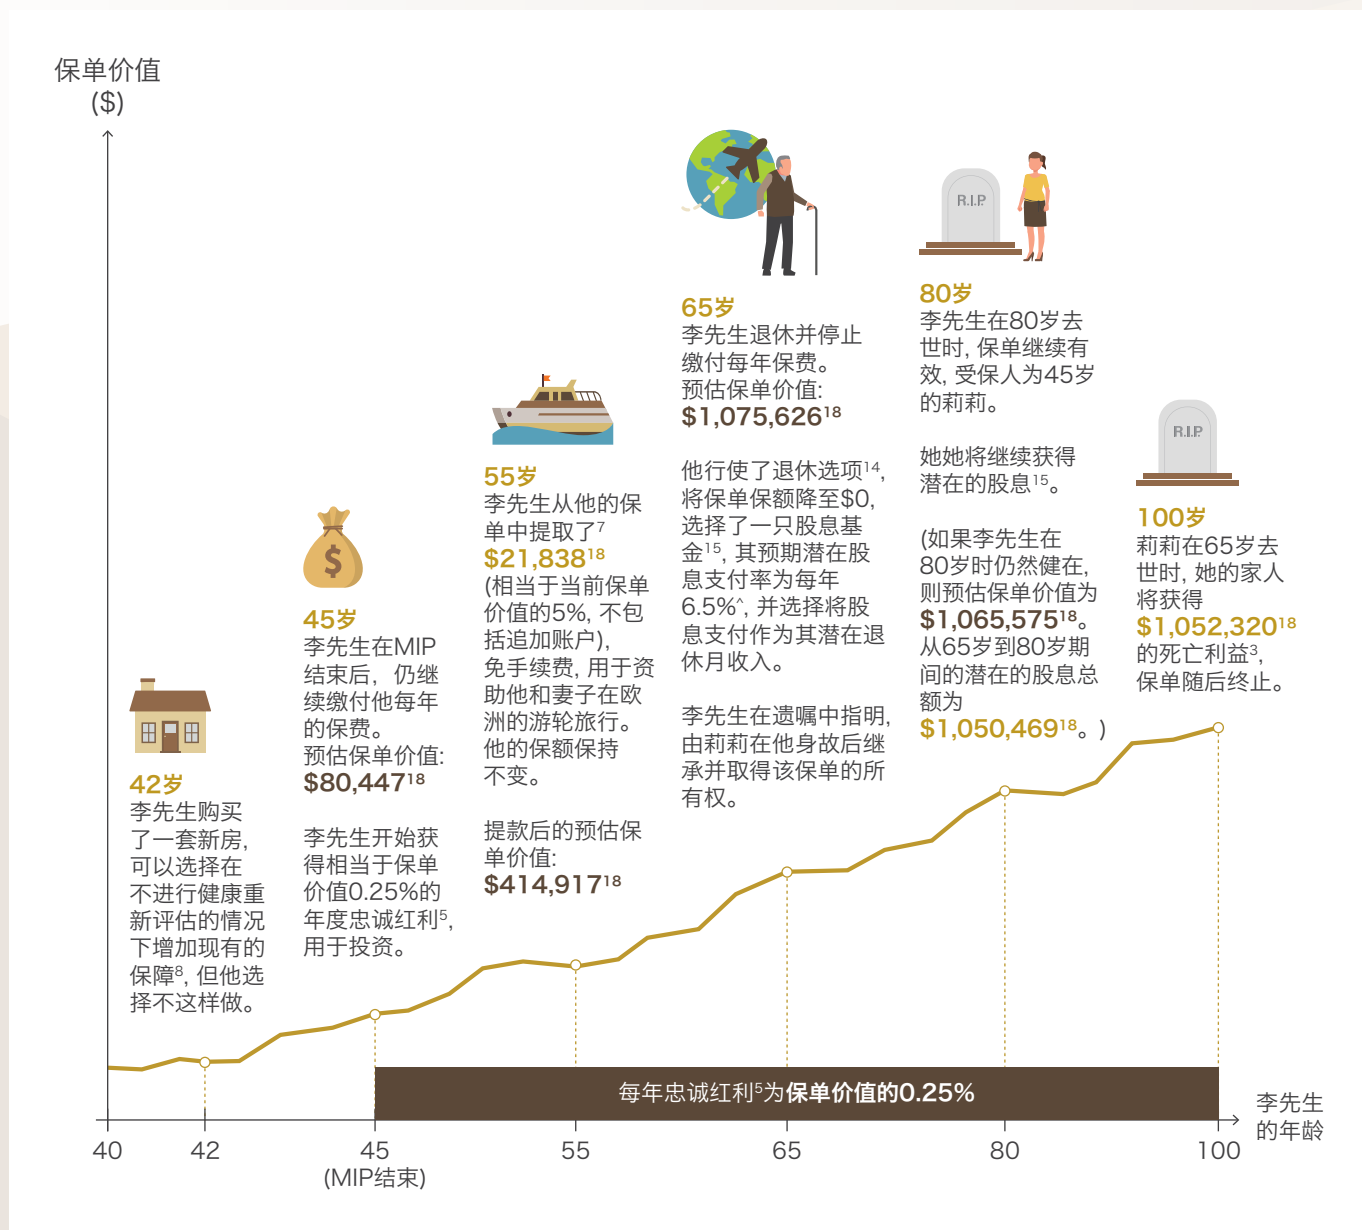 保单价值
($)
R.I.P.
65岁
李先生退休并停止
缴付每年保费。
预估保单价值:
$1,075,626¹⁸
他行使了退休选项¹⁴,
将保单保额降至$0,
选择了一只股息基
金¹⁵, 其预期潜在股
息支付率为每年
6.5%^, 并选择将股
息支付作为其潜在退
休月收入。
李先生在遗嘱中指明,
由莉莉在他身故后继
承并取得该保单的所
有权。
80岁
李先生在80岁去
世时, 保单继续有
效, 受保人为45岁
的莉莉。
她她将继续获得
潜在的股息¹⁵。
(如果李先生在
80岁时仍然健在,
则预估保单价值为
$1,065,575¹⁸。
从65岁到80岁期
间的潜在的股息总
额为
$1,050,469¹⁸。)
R.I.P.
100岁
莉莉在65岁去
世时, 她的家人
将获得
$1,052,320¹⁸
的死亡利益³,
保单随后终止。
55岁
李先生从他的保
单中提取了⁷
$21,838¹⁸
(相当于当前保单
价值的5%, 不包
括追加账户),
免手续费, 用于资
助他和妻子在欧
洲的游轮旅行。
他的保额保持
不变。
提款后的预估保
单价值:
$414,917¹⁸
$
45岁
李先生在MIP
结束后, 仍继
续缴付他每年
的保费。
预估保单价值:
$80,447¹⁸
李先生开始获
得相当于保单
价值0.25%的
年度忠诚红利⁵,
用于投资。
42岁
李先生购买
了一套新房,
可以选择在
不进行健康重
新评估的情况
下增加现有的
保障⁸, 但他选
择不这样做。
每年忠诚红利⁵为保单价值的0.25%
李先生
的年龄
40 42 45 55 65 80 100
(MIP结束)